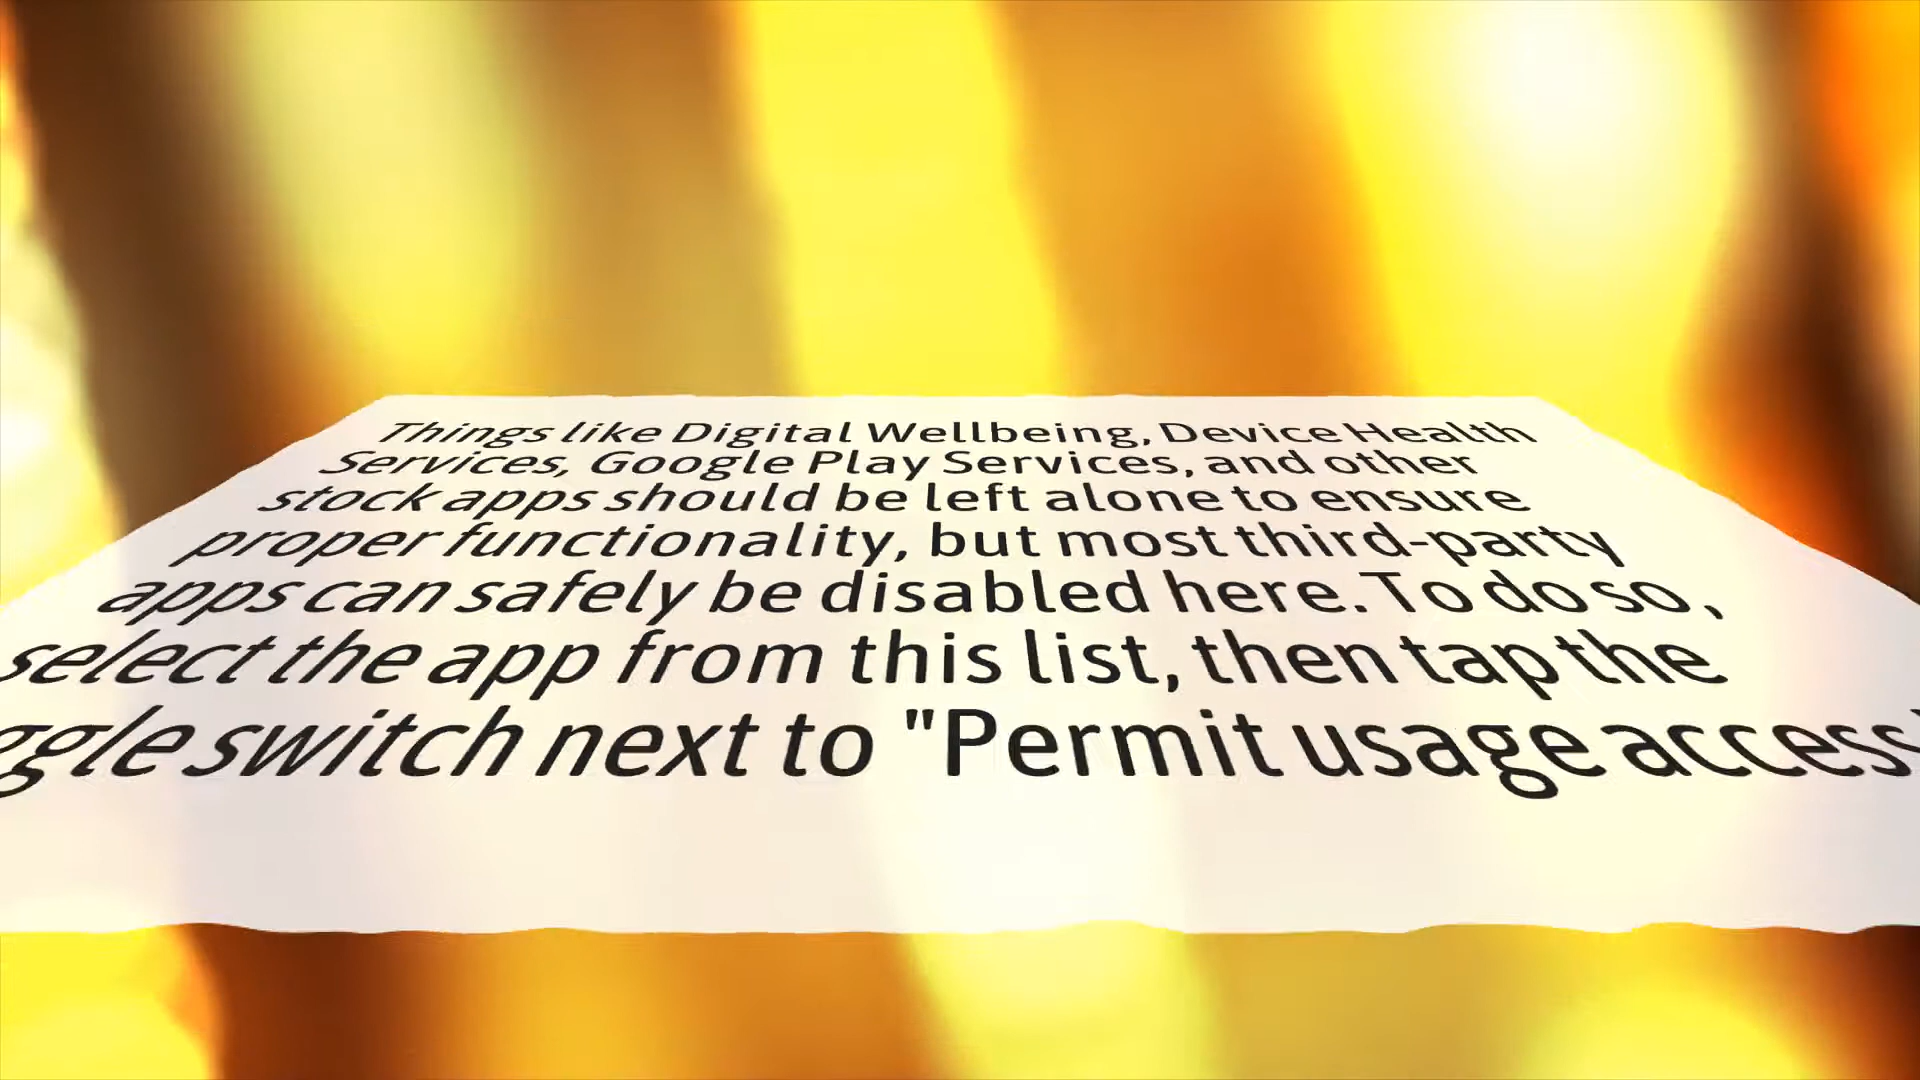 Things like Digital Wellbeing, Device Health
Services, Google Play Services, and other
stock apps should be left alone to ensure
proper functionality, but most third-party
apps can safely be disabled here. To do so,
select the app from this list, then tap the
switch next to "Permit usage access"